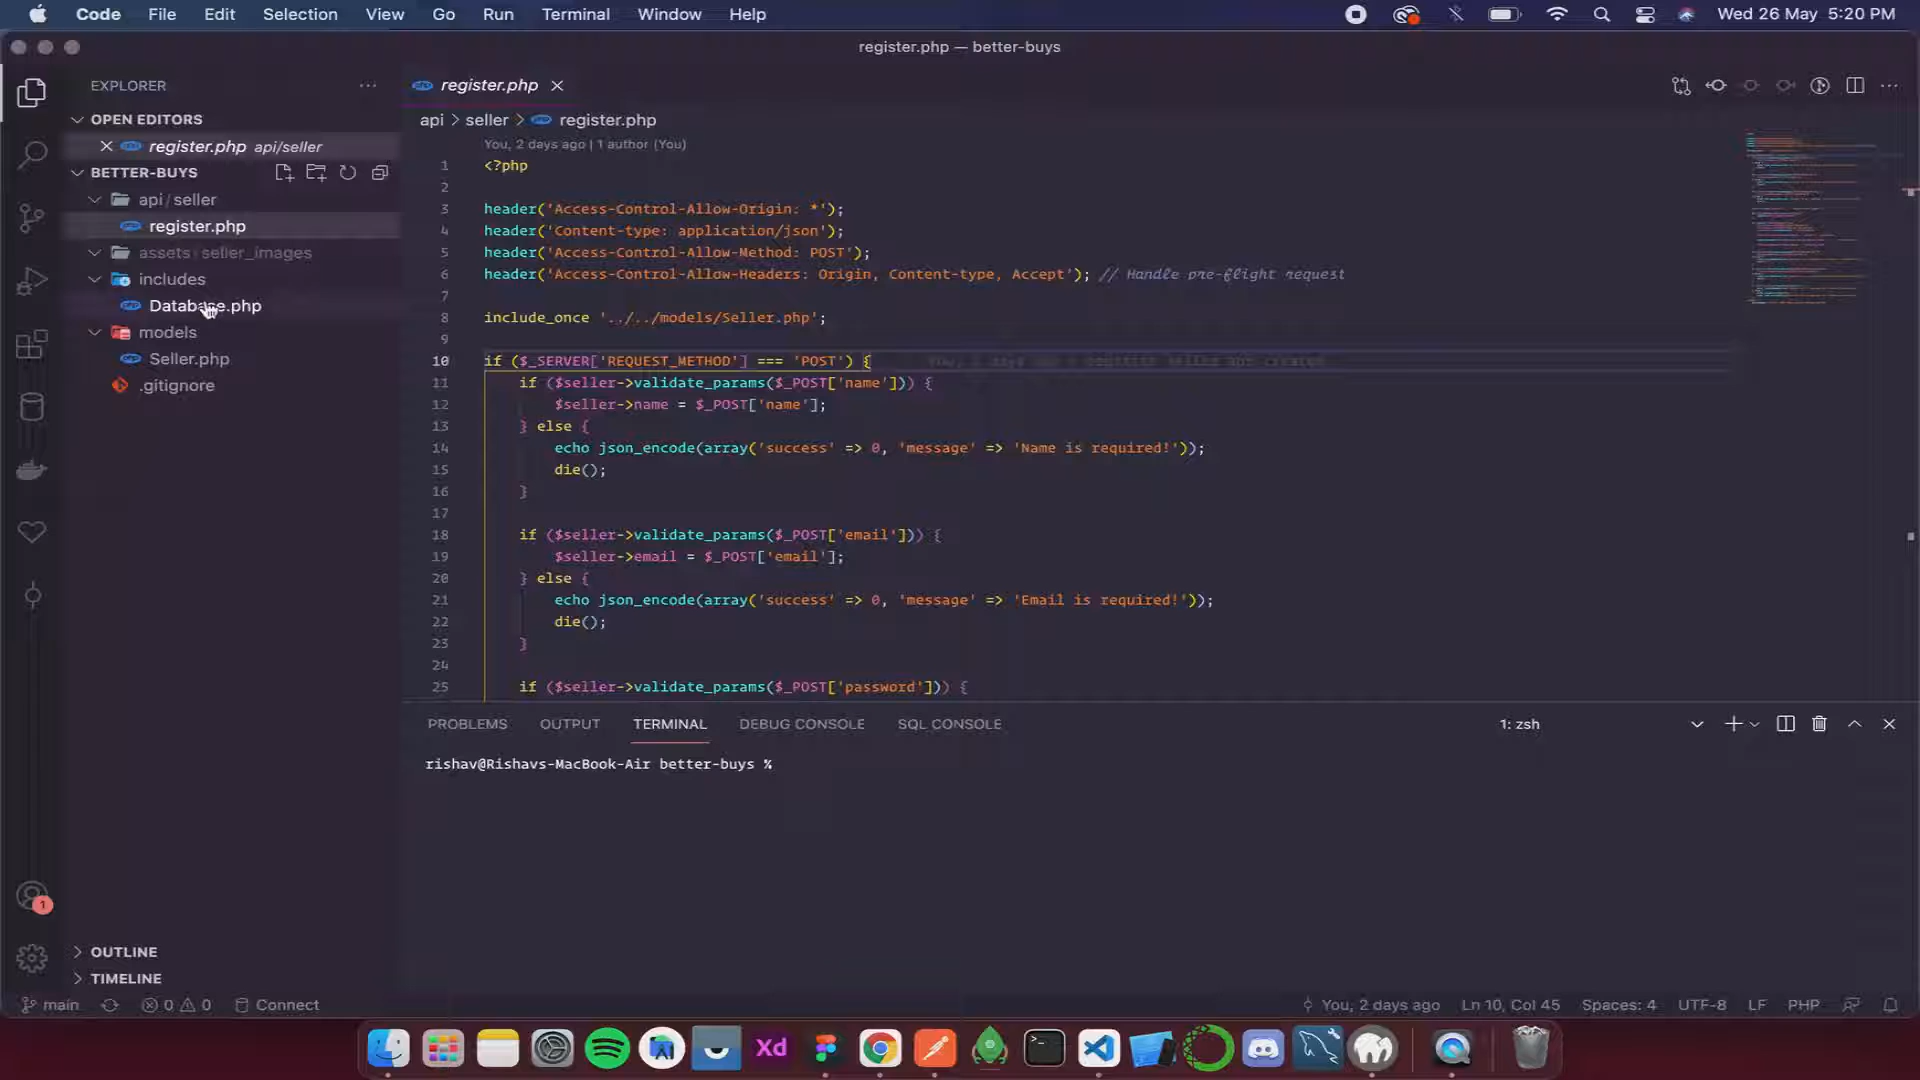 Code File Edit Selection View Go Run Terminal Window Help
Wed 26 May 5:20 PM
register.php — better-buys
EXPLORER
OPEN EDITORS
register.php api/seller
BETTER-BUYS
api/seller
register.php
assets/seller_images
includes
Database.php
models
Seller.php
.gitignore
OUTLINE
TIMELINE
register.php
api > seller > register.php
You, 2 days ago | 1 author (You)
1 <?php
2
3 header('Access-Control-Allow-Origin: *');
4 header('Content-type: application/json');
5 header('Access-Control-Allow-Method: POST');
6 header('Access-Control-Allow-Headers: Origin, Content-type, Accept'); // Handle pre-flight request
7
8 include_once '../../models/Seller.php';
9
10 if ($_SERVER['REQUEST_METHOD'] === 'POST') {
11 if ($seller->validate_params($_POST['name'])) {
12 $seller->name = $_POST['name'];
13 } else {
14 echo json_encode(array('success' => 0, 'message' => 'Name is required!'));
15 die();
16 }
17
18 if ($seller->validate_params($_POST['email'])) {
19 $seller->email = $_POST['email'];
20 } else {
21 echo json_encode(array('success' => 0, 'message' => 'Email is required!'));
22 die();
23 }
24
25 if ($seller->validate_params($_POST['password'])) {
PROBLEMS OUTPUT TERMINAL DEBUG CONSOLE SQL CONSOLE
1: zsh
rishav@Rishavs-MacBook-Air better-buys %
1
main 0 0 Connect
You, 2 days ago Ln 10, Col 45 Spaces: 4 UTF-8 LF PHP
Xd